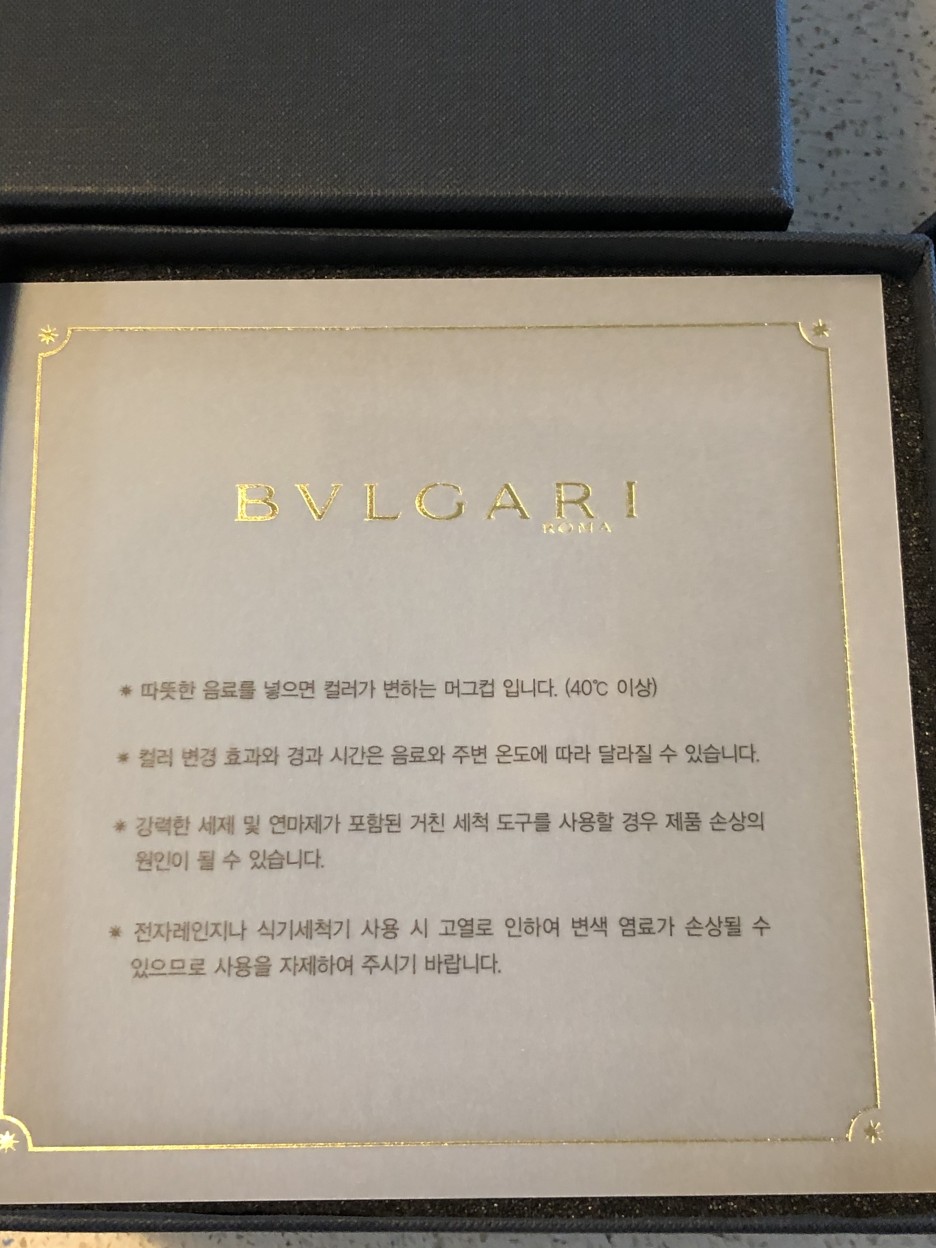 BVLGARI
ROMA
* 따뜻한 음료를 넣으면 컬러가 변하는 머그컵 입니다. (40℃ 이상)
* 컬러 변경 효과와 경과 시간은 음료와 주변 온도에 따라 달라질 수 있습니다.
* 강력한 세제 및 연마제가 포함된 거친 세척 도구를 사용할 경우 제품 손상의
원인이 될 수 있습니다.
* 전자레인지나 식기세척기 사용 시 고열로 인하여 변색 염료가 손상될 수
있으므로 사용을 자제하여 주시기 바랍니다.